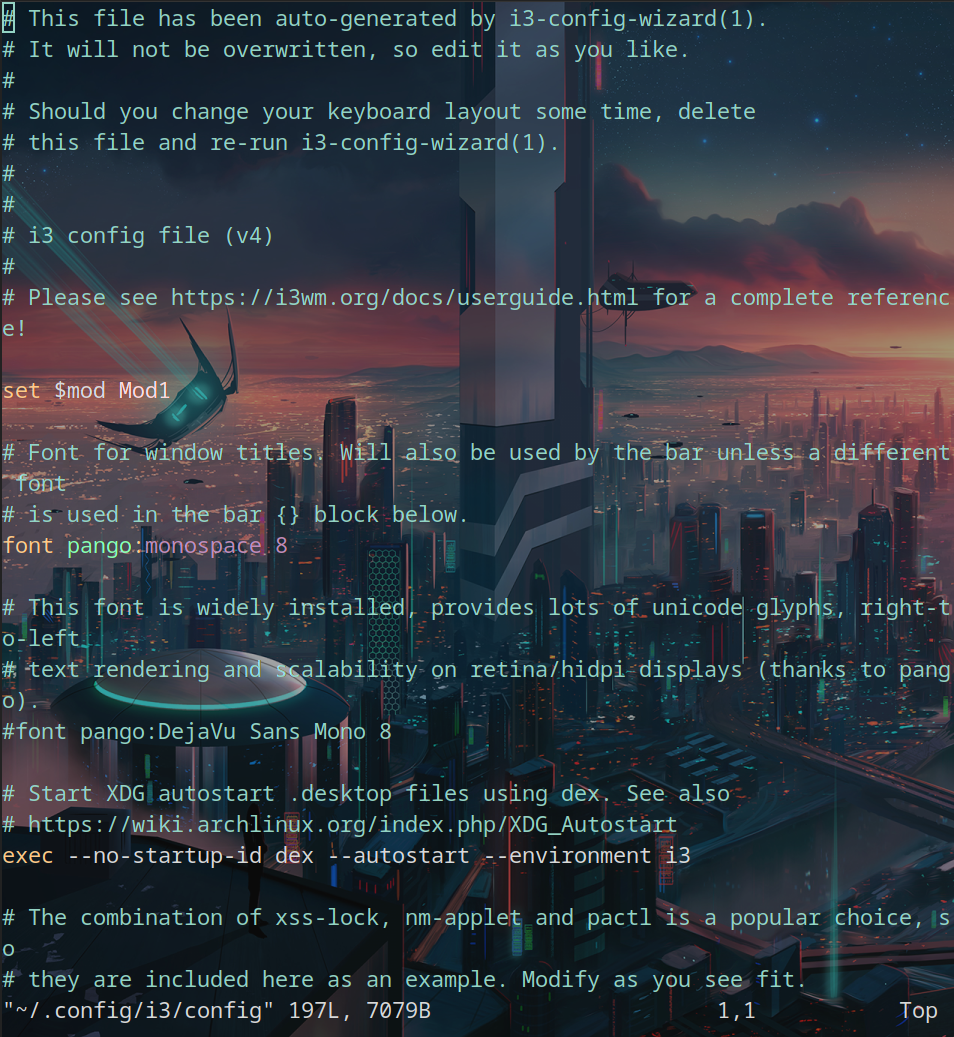 # This file has been auto-generated by i3-config-wizard(1).
# It will not be overwritten, so edit it as you like.
#
# Should you change your keyboard layout some time, delete
# this file and re-run i3-config-wizard(1).
#
#
# i3 config file (v4)
#
# Please see https://i3wm.org/docs/userguide.html for a complete referenc
e!
set $mod Mod1
# Font for window titles. Will also be used by the bar unless a different
 font
# is used in the bar {} block below.
font pango:monospace 8
# This font is widely installed, provides lots of unicode glyphs, right-t
o-left
# text rendering and scalability on retina/hidpi displays (thanks to pang
o).
#font pango:DejaVu Sans Mono 8
# Start XDG autostart .desktop files using dex. See also
# https://wiki.archlinux.org/index.php/XDG_Autostart
exec --no-startup-id dex --autostart --environment i3
# The combination of xss-lock, nm-applet and pactl is a popular choice, s
o
# they are included here as an example. Modify as you see fit.
"~/.config/i3/config" 197L, 7079B 1,1 Top